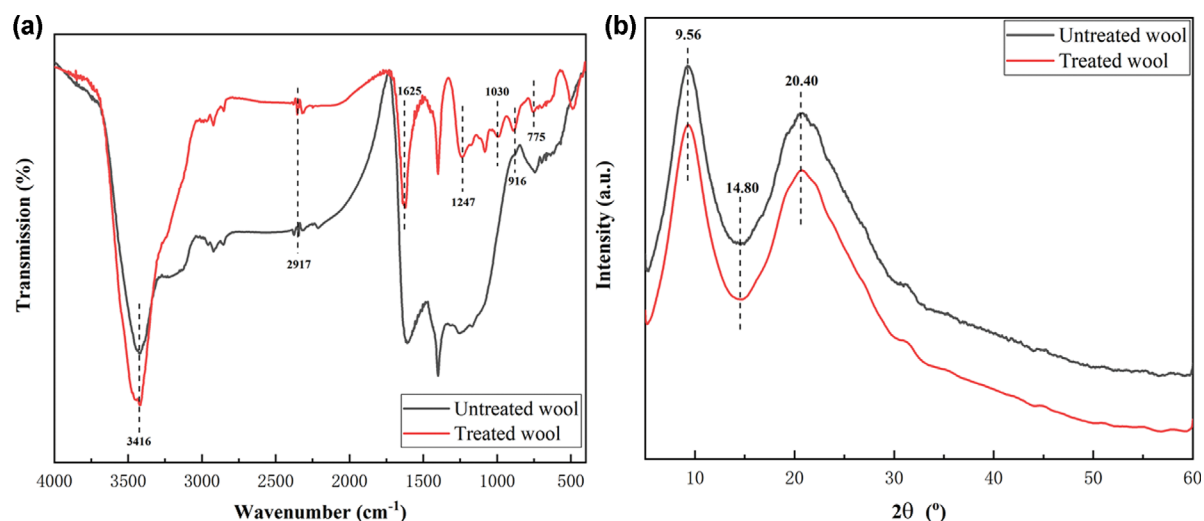 (a)
Transmission (%)
3416
2917
1625
1247
1030
916
775
Untreated wool
Treated wool
4000 3500 3000 2500 2000 1500 1000 500
Wavenumber (cm⁻¹)
(b)
Intensity (a.u.)
9.56
14.80
20.40
Untreated wool
Treated wool
10 20 30 40 50 60
2θ (°)